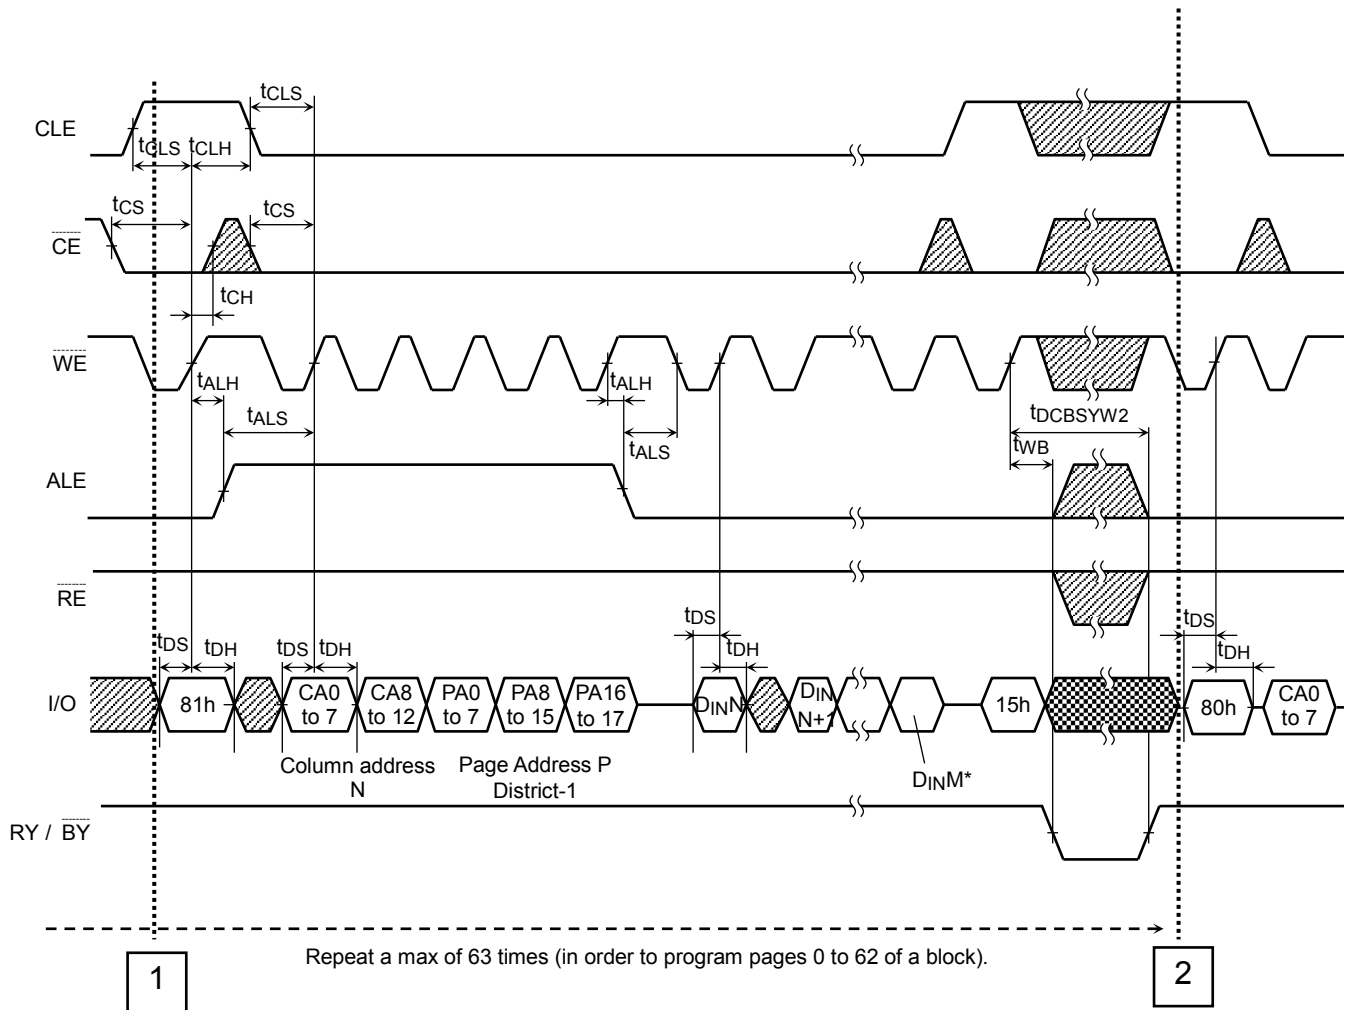 tCLS
CLE
tCLS tCLH
tCS tCS
CE
tCH
WE
tALH tALH
tALS tDCBSYW2
tALS tWB
ALE
RE
tDS tDS
tDS tDH tDS tDH tDH tDH
I/O
81h
CA0 to 7
CA8 to 12
PA0 to 7
PA8 to 15
PA16 to 17
DINN
DIN N+1
15h
80h
CA0 to 7
Column address N
Page Address P District-1
DINM*
RY / BY
Repeat a max of 63 times (in order to program pages 0 to 62 of a block).
1
2